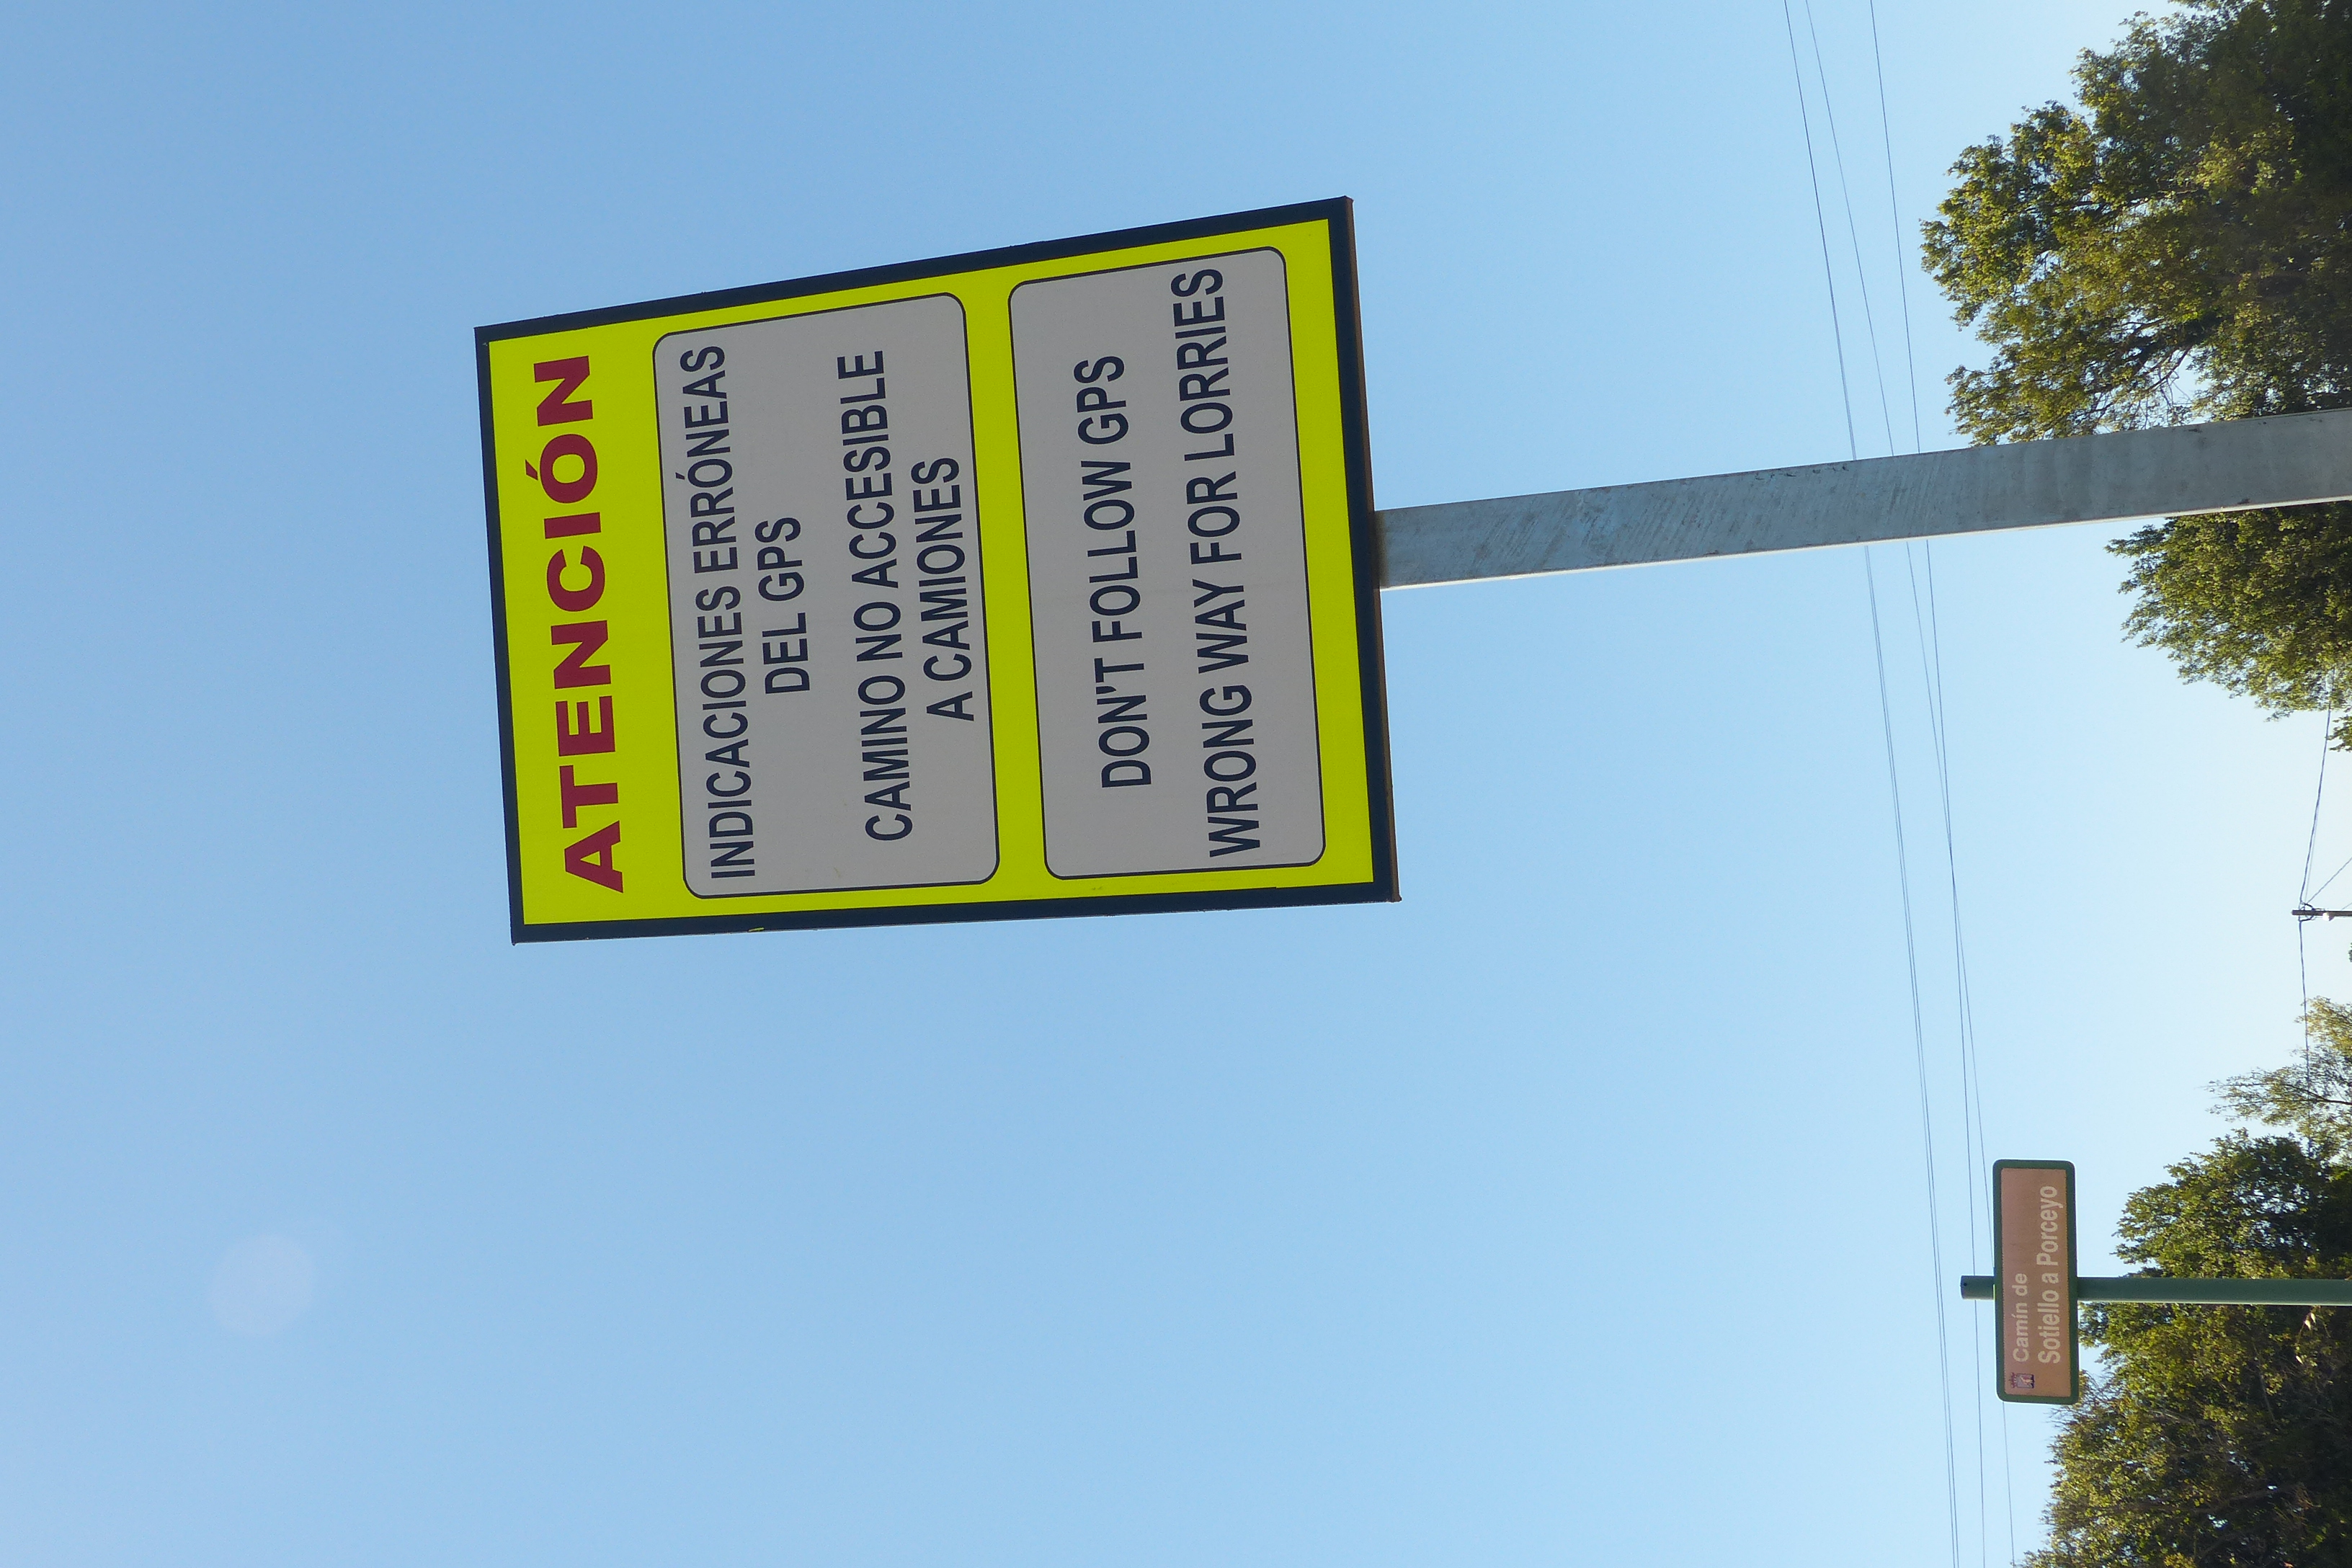 ATENCIÓN
INDICACIONES ERRÓNEAS
DEL GPS
CAMINO NO ACCESIBLE
A CAMIONES
DON'T FOLLOW GPS
WRONG WAY FOR LORRIES
Camín de
Sotiello a Porceyo